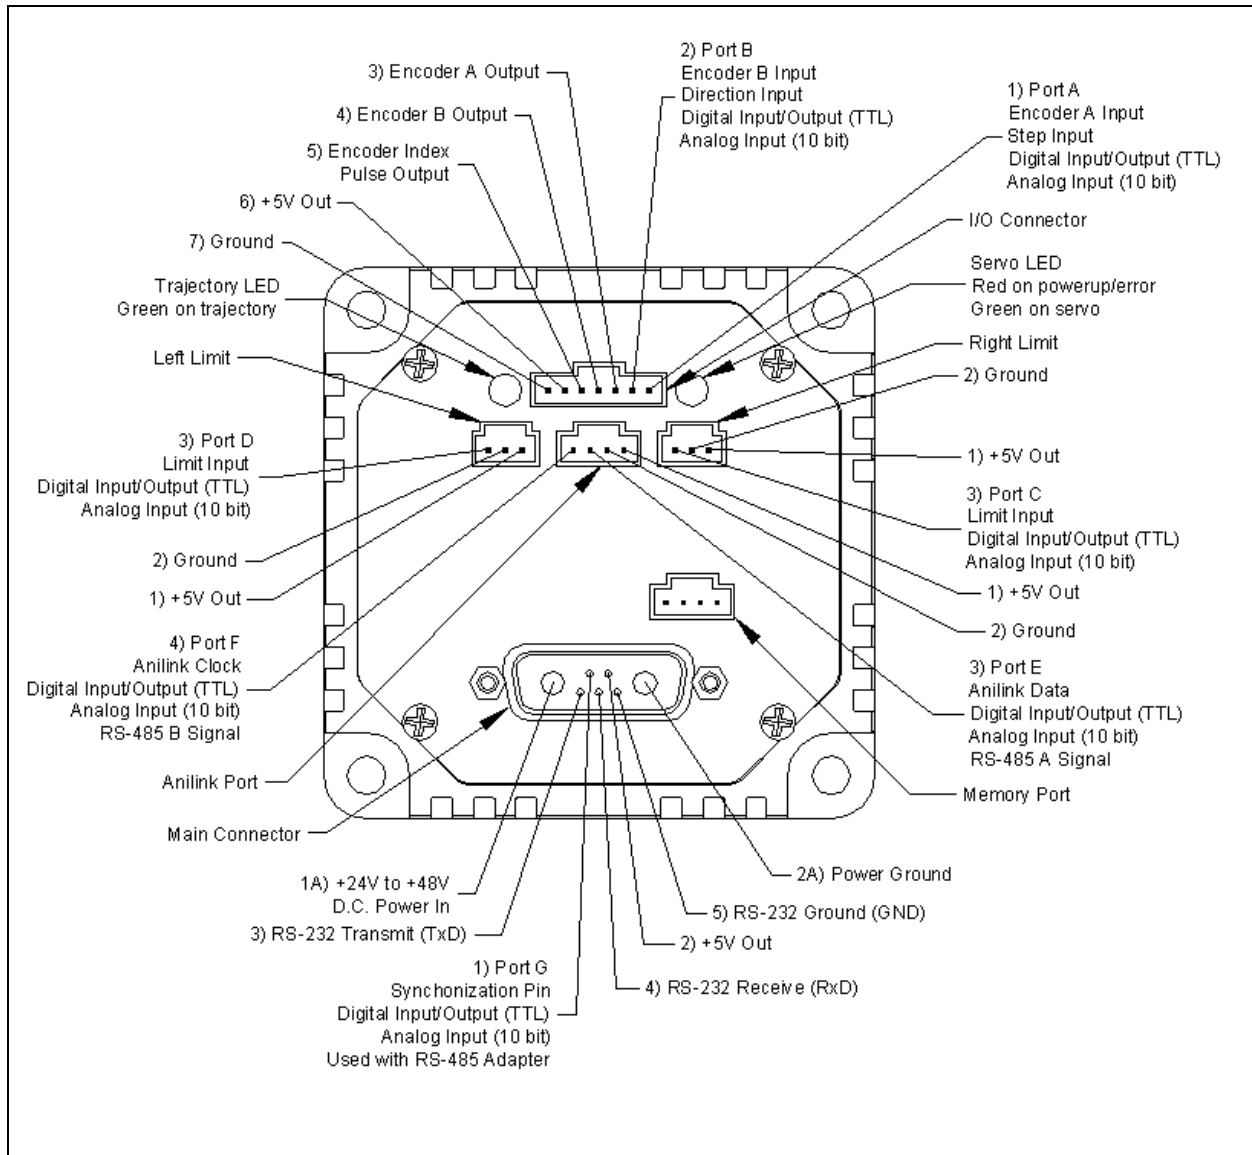 3) Encoder A Output
4) Encoder B Output
5) Encoder Index
Pulse Output
6) +5V Out
7) Ground
Trajectory LED
Green on trajectory
Left Limit
3) Port D
Limit Input
Digital Input/Output (TTL)
Analog Input (10 bit)
2) Ground
1) +5V Out
4) Port F
Anilink Clock
Digital Input/Output (TTL)
Analog Input (10 bit)
RS-485 B Signal
Anilink Port
Main Connector
1A) +24V to +48V
D.C. Power In
3) RS-232 Transmit (TxD)
1) Port G
Synchonization Pin
Digital Input/Output (TTL)
Analog Input (10 bit)
Used with RS-485 Adapter
2) Port B
Encoder B Input
Direction Input
Digital Input/Output (TTL)
Analog Input (10 bit)
1) Port A
Encoder A Input
Step Input
Digital Input/Output (TTL)
Analog Input (10 bit)
I/O Connector
Servo LED
Red on powerup/error
Green on servo
Right Limit
2) Ground
1) +5V Out
3) Port C
Limit Input
Digital Input/Output (TTL)
Analog Input (10 bit)
1) +5V Out
2) Ground
3) Port E
Anilink Data
Digital Input/Output (TTL)
Analog Input (10 bit)
RS-485 A Signal
Memory Port
2A) Power Ground
5) RS-232 Ground (GND)
2) +5V Out
4) RS-232 Receive (RxD)